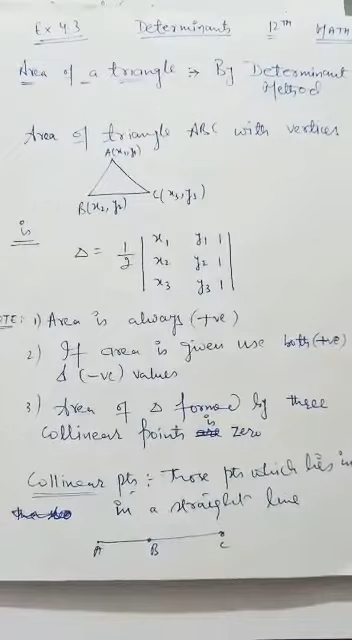 Ex 4.3 Determinants 12TH MATH
Area of a triangle :→ By Determinant
Method
Area of triangle ABC with vertices
A(x₁,y₁)
B(x₂, y₂) C(x₃, y₃)
is
Δ = 1/2 | x₁ y₁ 1 |
| x₂ y₂ 1 |
| x₃ y₃ 1 |
OTE: 1) Area is always (+ve)
2) If area is given use both (+ve)
& (-ve) values
3) Area of Δ formed by three
collinear points is zero
Collinear pts : Those pts which lies in
in a straight line
A B C